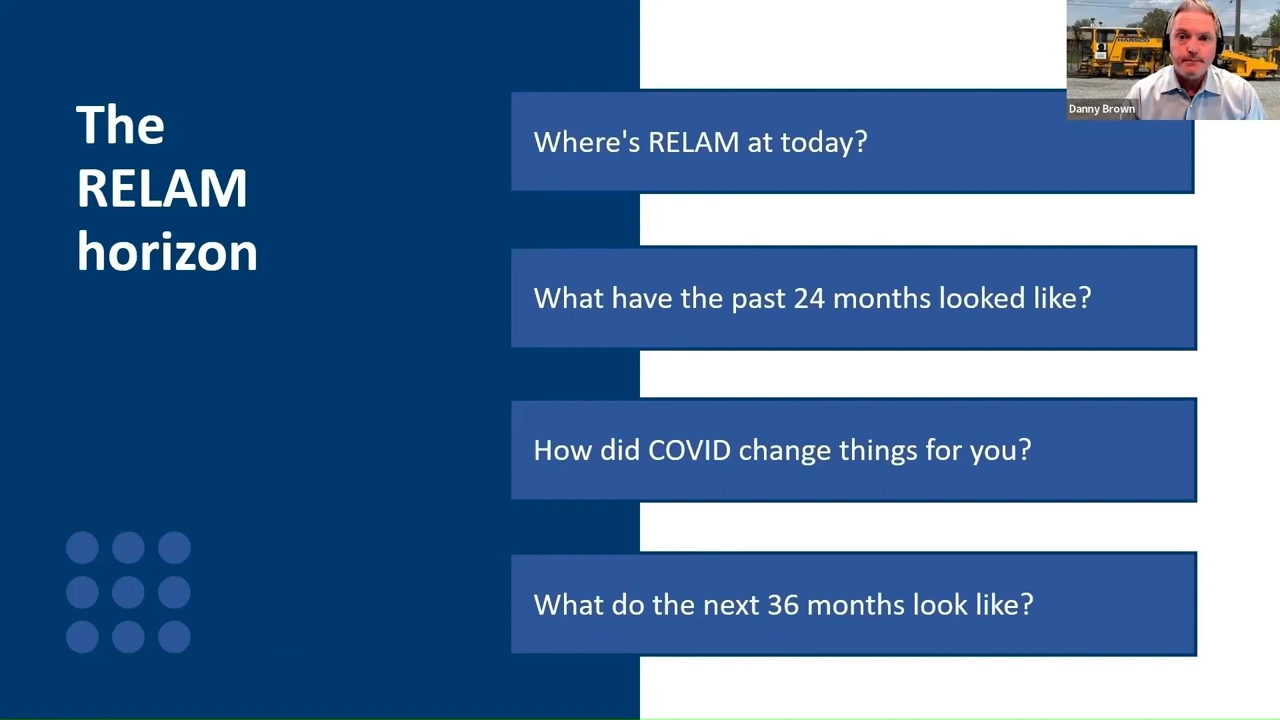 The
RELAM
horizon
Where's RELAM at today?
What have the past 24 months looked like?
How did COVID change things for you?
What do the next 36 months look like?
HARSCO
Danny Brown